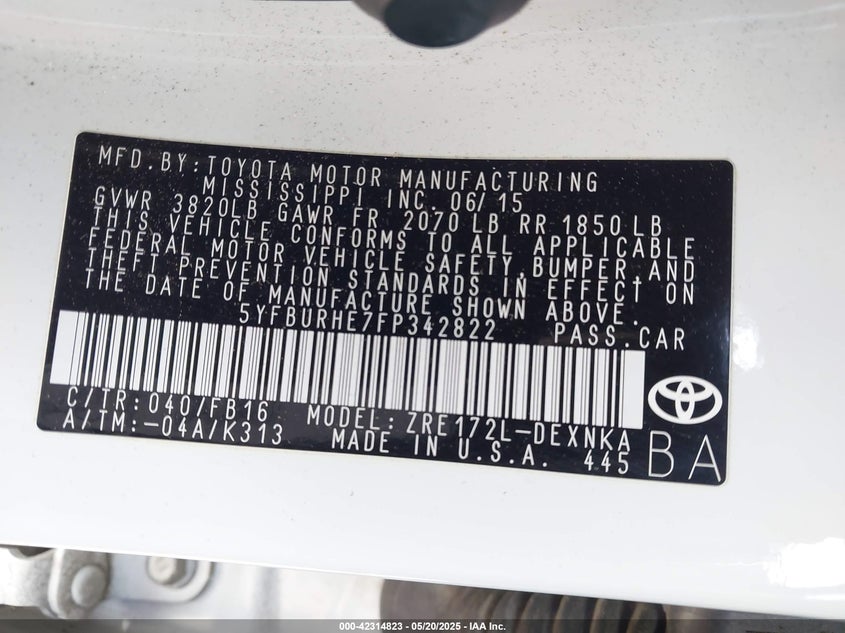 MFD.BY:TOYOTA MOTOR MANUFACTURING
MISSISSIPPI INC. 06/15
GVWR 3820LB GAWR FR 2070 LB RR 1850 LB
THIS VEHICLE CONFORMS TO ALL APPLICABLE
FEDERAL MOTOR VEHICLE SAFETY,BUMPER,AND
THEFT PREVENTION STANDARDS IN EFFECT ON
THE DATE OF MANUFACTURE SHOWN ABOVE.
5YFBURHE7FP342822 PASS.CAR
C/TR:040/FB16 MODEL:ZRE172L-DEXNKA
A/TM:-04A/K313 MADE IN U.S.A. 445 BA
000-42314823 — 05/20/2025 — IAA Inc.